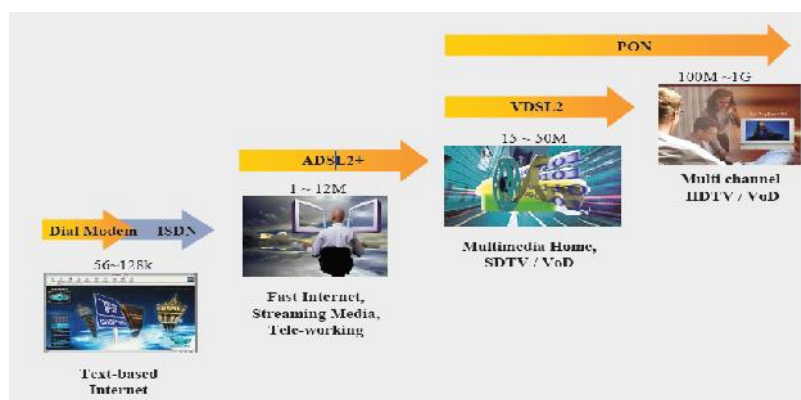 PON
100M ~1G
VDSL2
15 ~ 50M
Multi channel
HDTV / VoD
ADSL2+
1 ~ 12M
Multimedia Home,
SDTV / VoD
Dial Modem ISDN
56~128k
Fast Internet,
Streaming Media,
Tele-working
Text-based
Internet